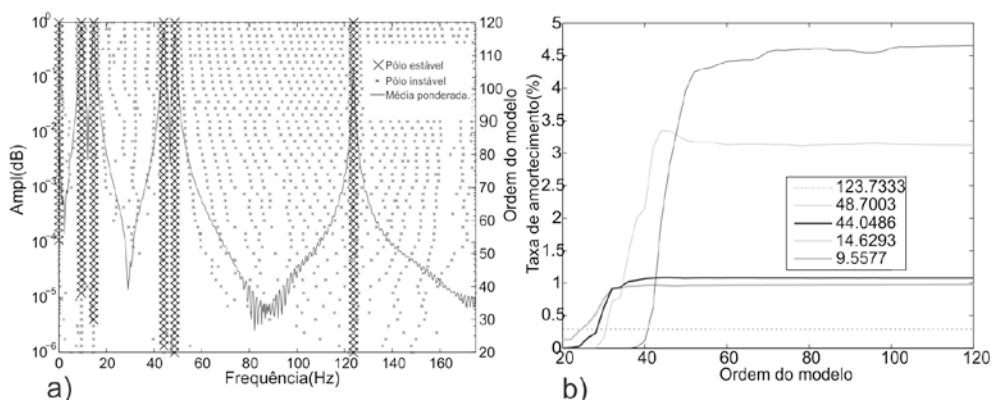 10⁰
10⁻¹
10⁻²
10⁻³
10⁻⁴
10⁻⁵
10⁻⁶
Ampl(dB)
0 20 40 60 80 100 120 140 160
Frequência(Hz)
120
110
100
90
80
70
60
50
40
30
20
Ordem do modelo
Pólo estável
Pólo instável
Média ponderada.
a)
5
4.5
4
3.5
3
2.5
2
1.5
1
0.5
0
Taxa de amortecimento(%)
20 40 60 80 100 120
Ordem do modelo
123.7333
48.7003
44.0486
14.6293
9.5577
b)